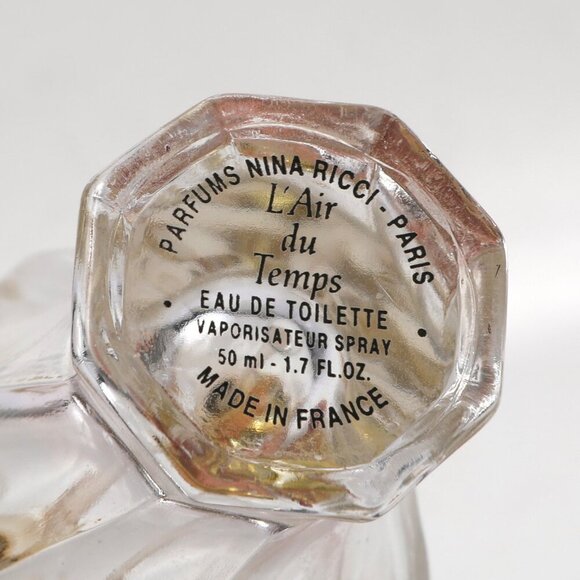 PARFUMS NINA RICCI - PARIS
L'Air
du
Temps
• EAU DE TOILETTE •
VAPORISATEUR SPRAY
50 ml - 1.7 FL.OZ.
MADE IN FRANCE